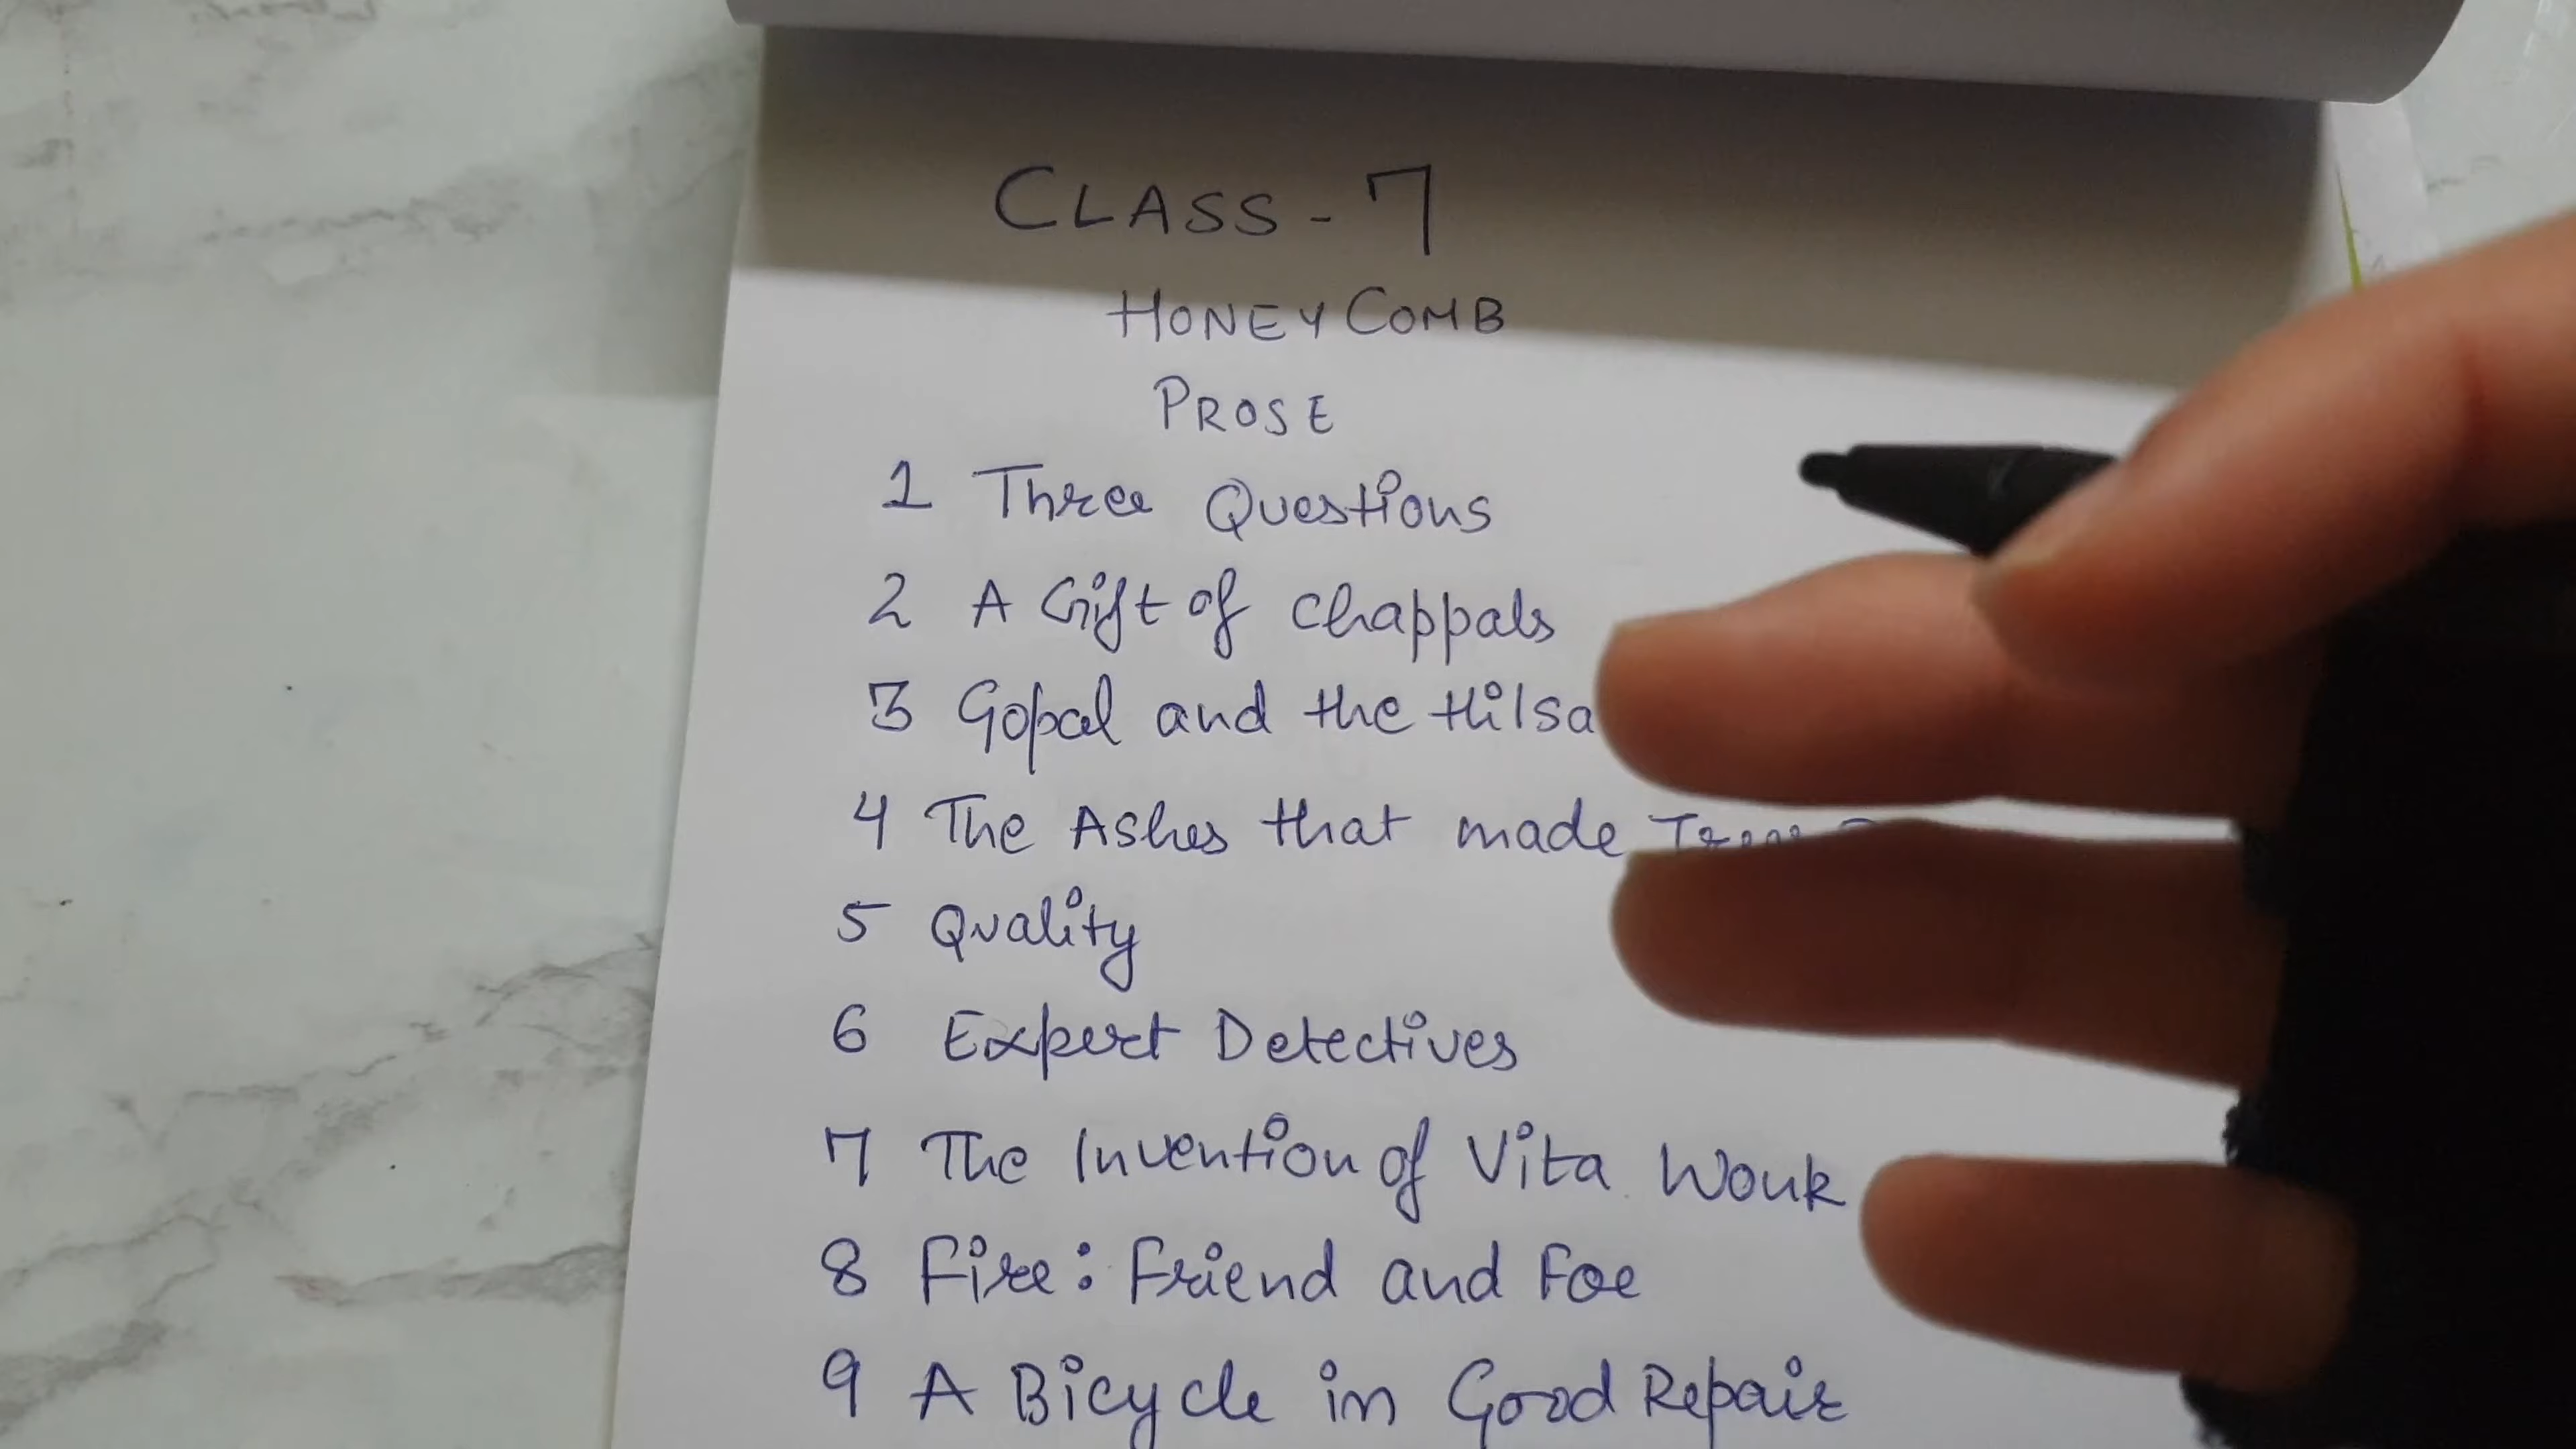 CLASS - 7
HONEYCOMB
PROSE
1 Three Questions
2 A Gift of Chappals
3 Gopal and the Hilsa
4 The Ashes that made
5 Quality
6 Expert Detectives
7 The Invention of Vita Wonk
8 Fire: Friend and Foe
9 A Bicycle in Good Repair